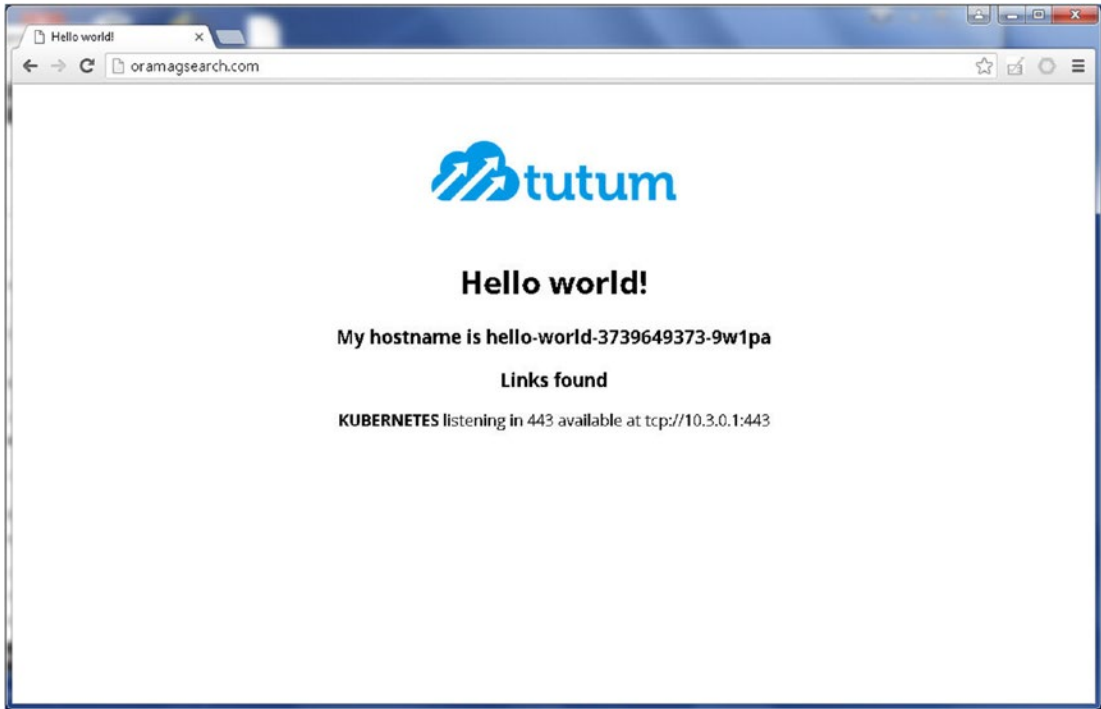 Hello world!
oramagsearch.com
tutum
Hello world!
My hostname is hello-world-3739649373-9w1pa
Links found
KUBERNETES listening in 443 available at tcp://10.3.0.1:443